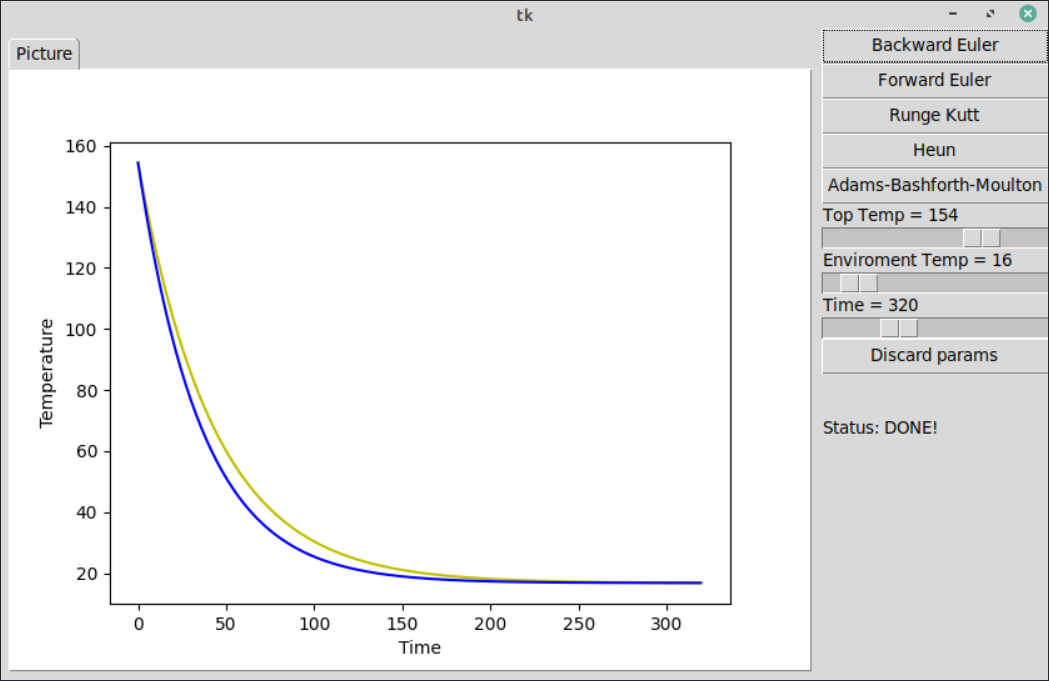 tk
Picture
160
140
120
100
80
60
40
20
Temperature
0 50 100 150 200 250 300
Time
Backward Euler
Forward Euler
Runge Kutt
Heun
Adams-Bashforth-Moulton
Top Temp = 154
Enviroment Temp = 16
Time = 320
Discard params
Status: DONE!